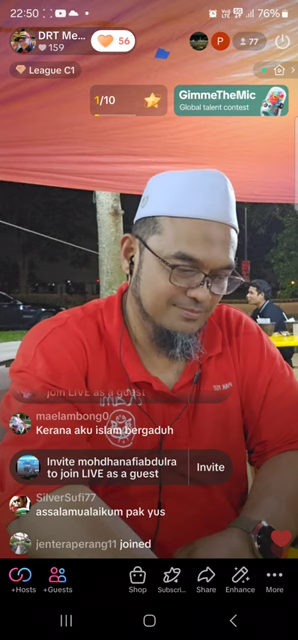 22:50
76%
DRT Me...
159
56
P
77
League C1
1/10
GimmeTheMic
Global talent contest
join LIVE as a guest
maelambong0
Kerana aku islam bergaduh
Invite mohdhanafiabdulra
to join LIVE as a guest
Invite
SilverSufi77
assalamualaikum pak yus
jenteraperang11 joined
+Hosts
+Guests
Shop
Subscri...
Share
Enhance
More